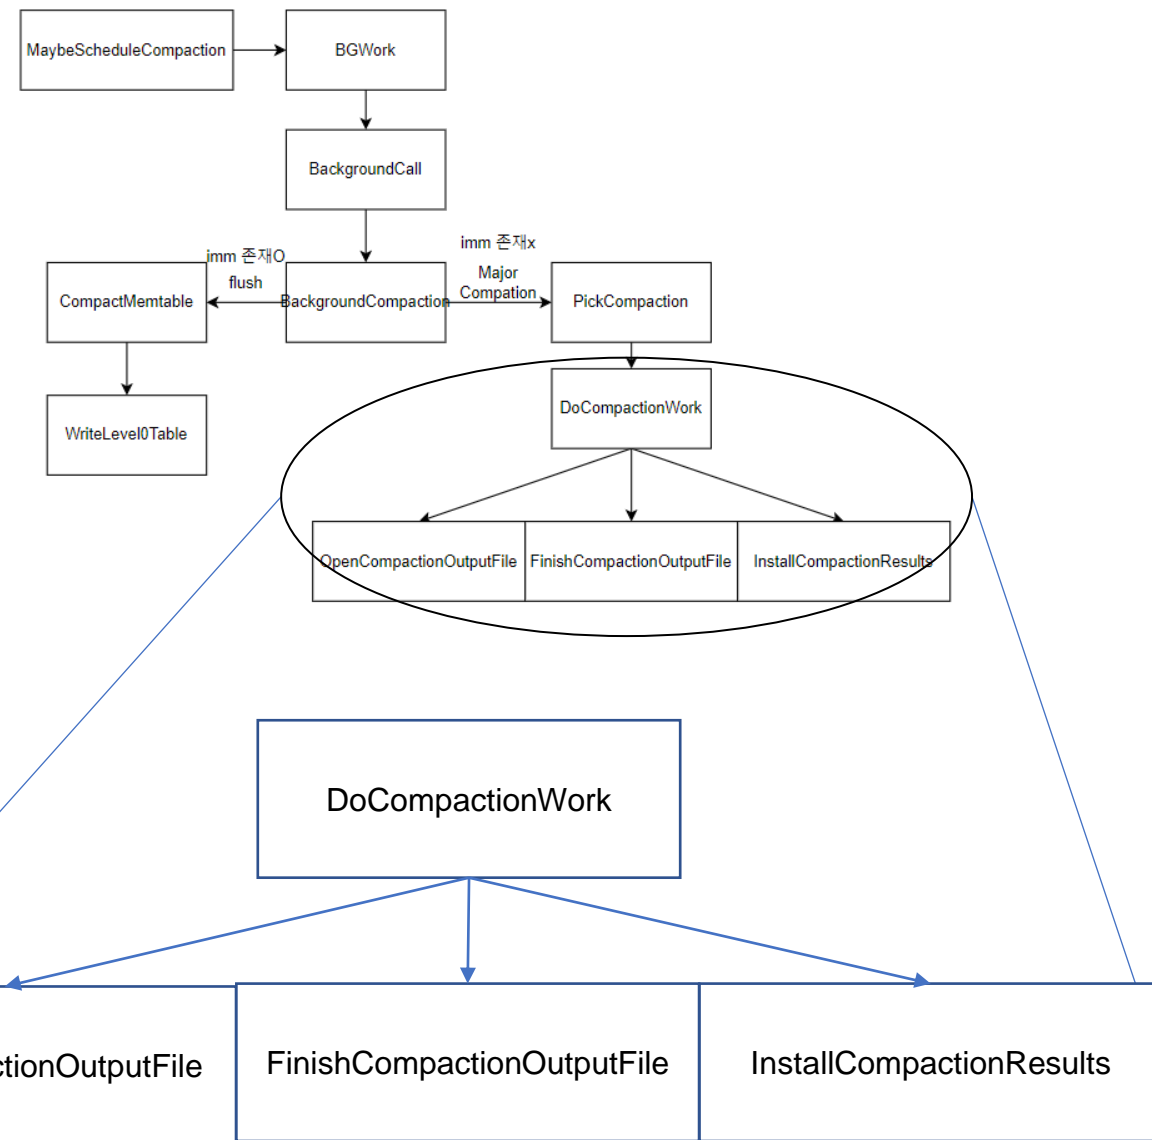 MaybeScheduleCompaction
BGWork
BackgroundCall
imm 존재O
flush
imm 존재x
Major
Compation
CompactMemtable
BackgroundCompaction
PickCompaction
WriteLevel0Table
DoCompactionWork
OpenCompactionOutputFile
FinishCompactionOutputFile
InstallCompactionResults
DoCompactionWork
ctionOutputFile
FinishCompactionOutputFile
InstallCompactionResults